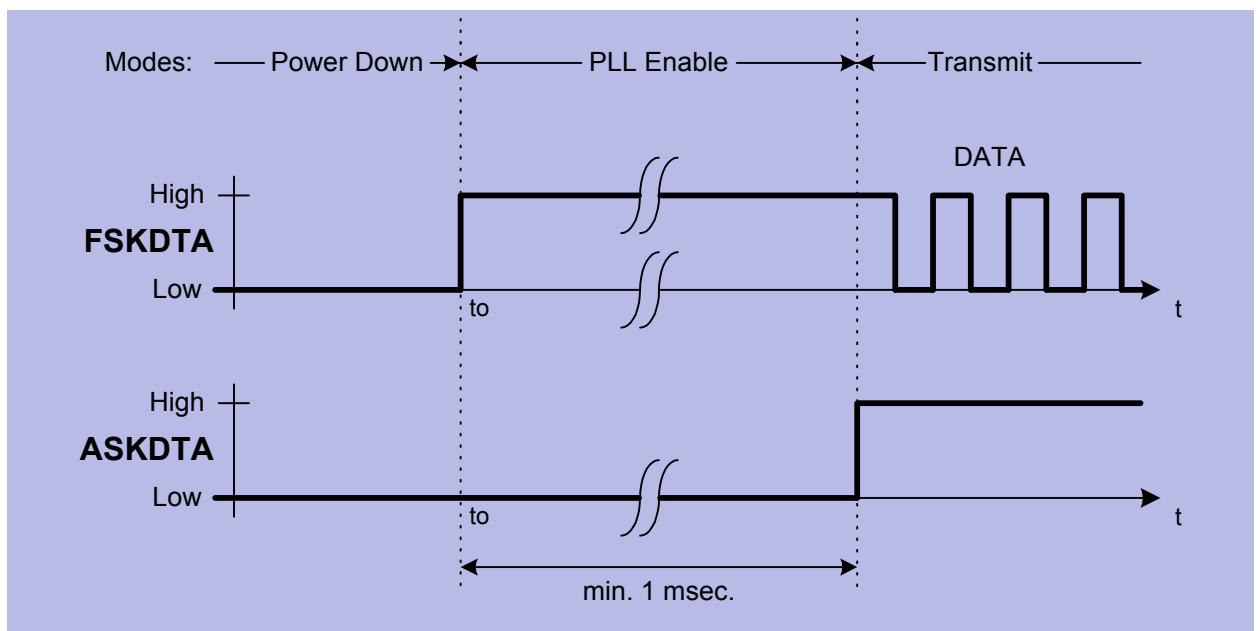 Modes: Power Down PLL Enable Transmit
DATA
High
FSKDTA
Low
to
t
High
ASKDTA
Low
to
t
min. 1 msec.